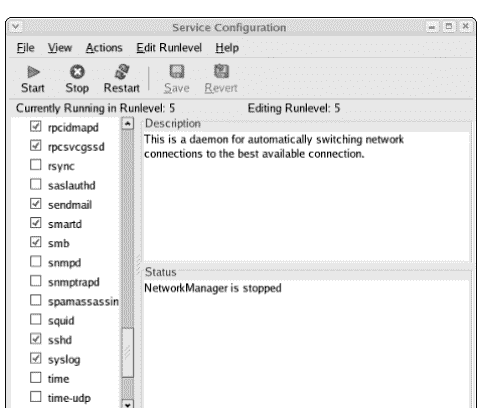 Service Configuration
File View Actions Edit Runlevel Help
Start Stop Restart Save Revert
Currently Running in Runlevel: 5 Editing Runlevel: 5
rpcidmapd
rpcsvcgssd
rsync
saslauthd
sendmail
smartd
smb
snmpd
snmptrapd
spamassassin
squid
sshd
syslog
time
time-udp
Description
This is a daemon for automatically switching network
connections to the best available connection.
Status
NetworkManager is stopped